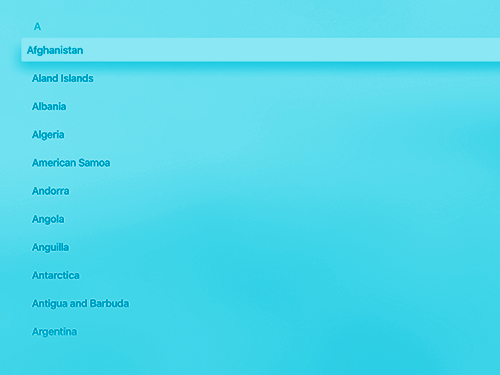 A
Afghanistan
Aland Islands
Albania
Algeria
American Samoa
Andorra
Angola
Anguilla
Antarctica
Antigua and Barbuda
Argentina